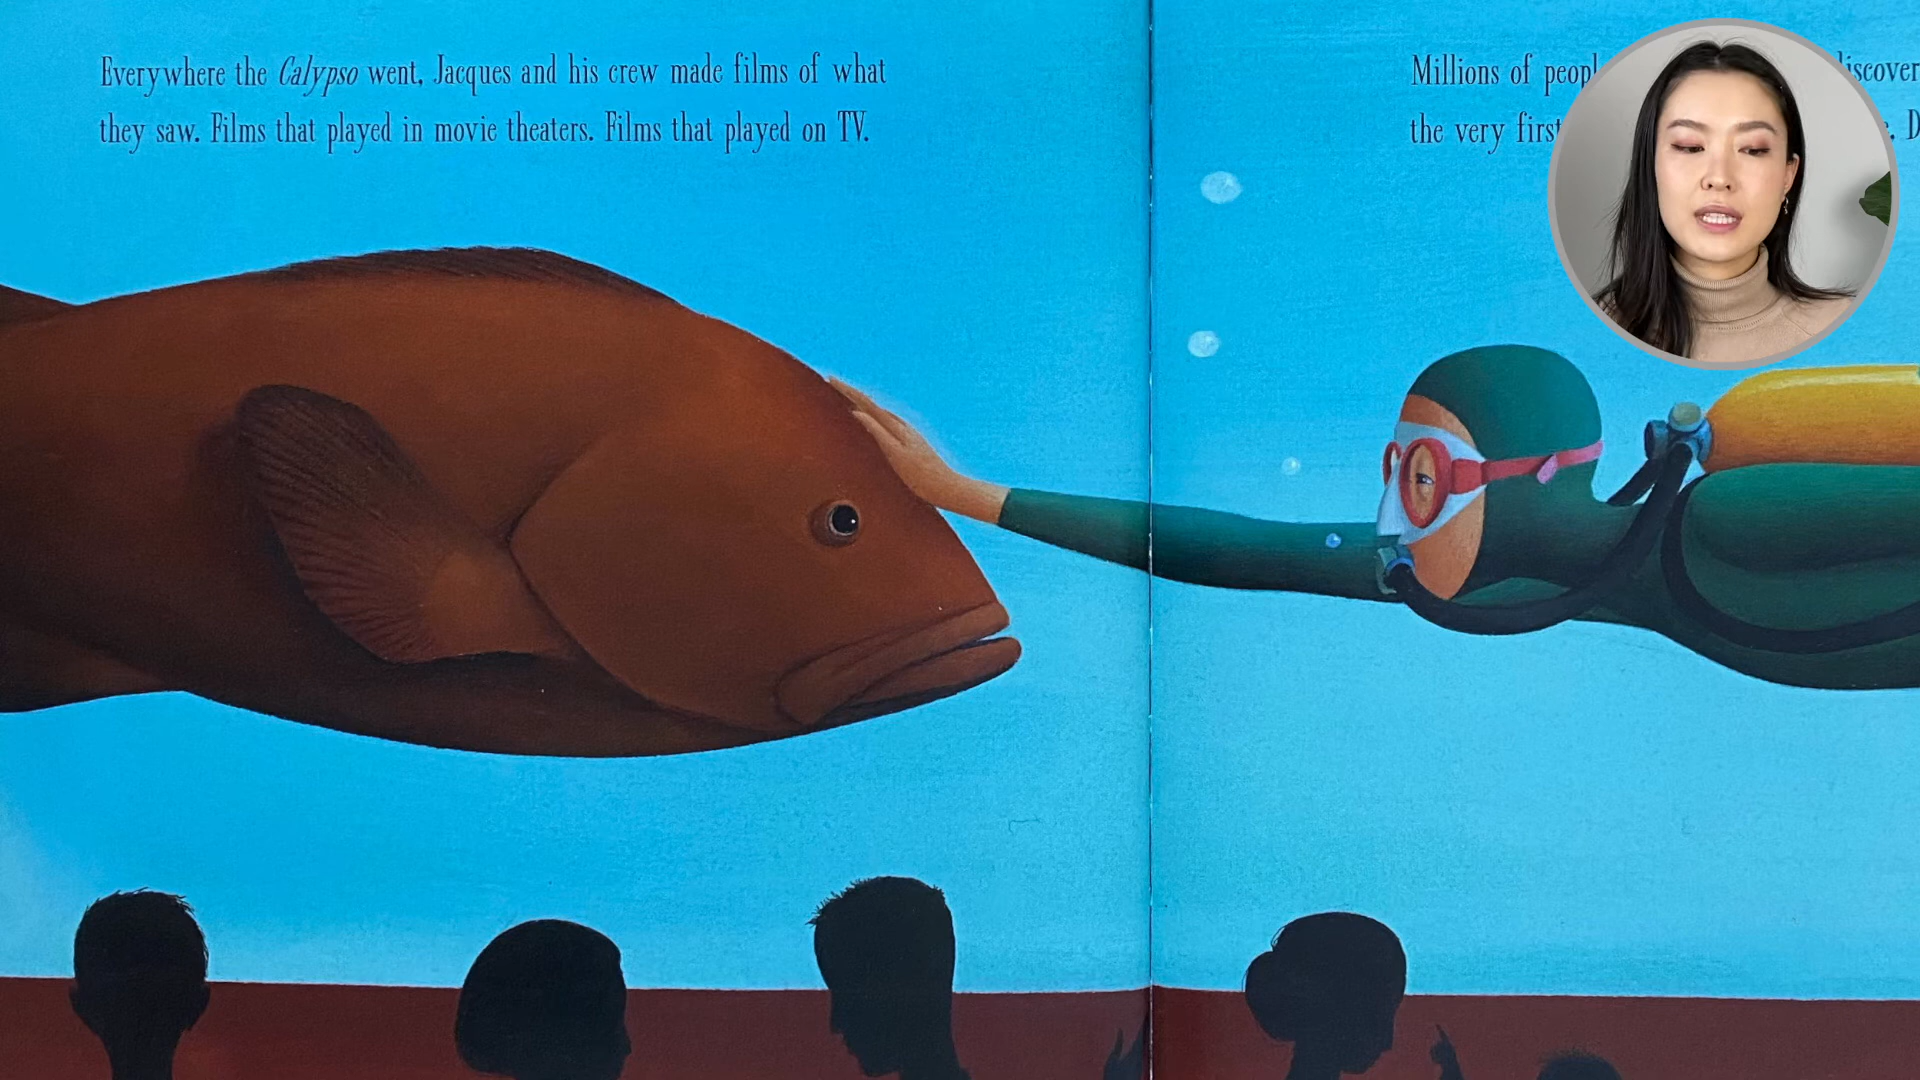 Everywhere the Calypso went, Jacques and his crew made films of what
they saw. Films that played in movie theaters. Films that played on TV.
Millions of
the very first